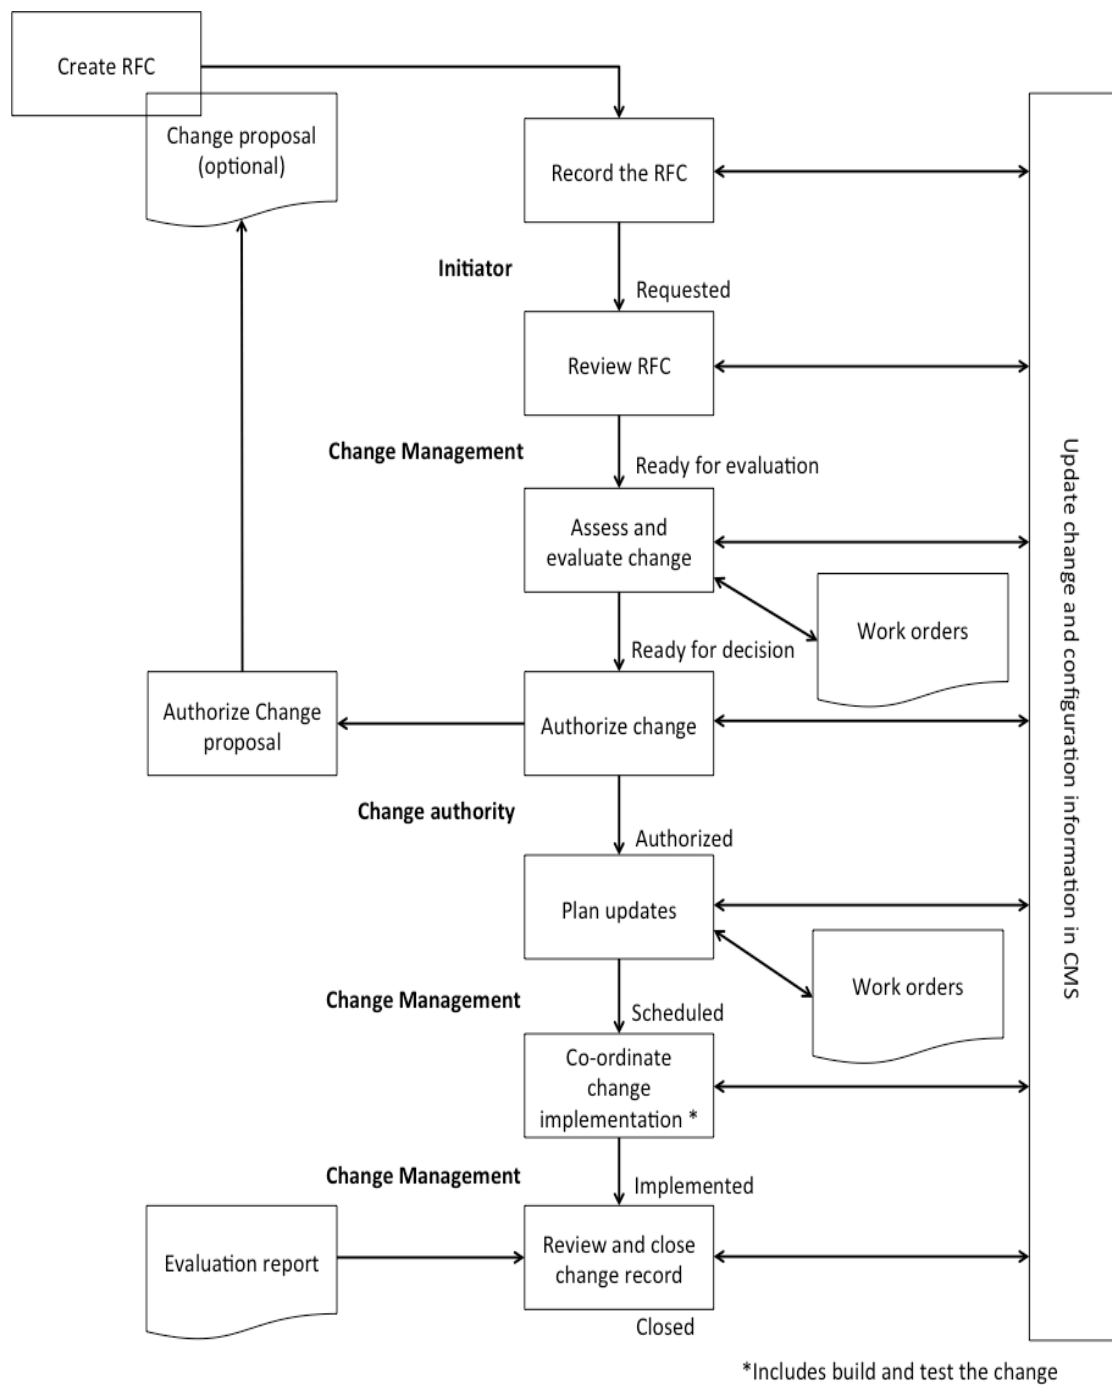 Create RFC
Change proposal
(optional)
Record the RFC
Initiator
Requested
Review RFC
Change Management
Ready for evaluation
Assess and
evaluate change
Work orders
Ready for decision
Authorize Change
proposal
Authorize change
Change authority
Authorized
Plan updates
Work orders
Change Management
Scheduled
Co-ordinate
change
implementation *
Change Management
Implemented
Evaluation report
Review and close
change record
Closed
Update change and configuration information in CMS
*Includes build and test the change